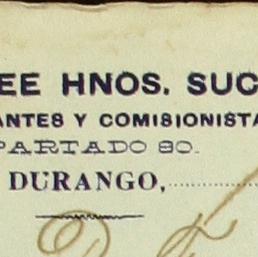 EE HNOS. SUC
ANTES Y COMISIONISTA
PARTADO 80.
DURANGO,